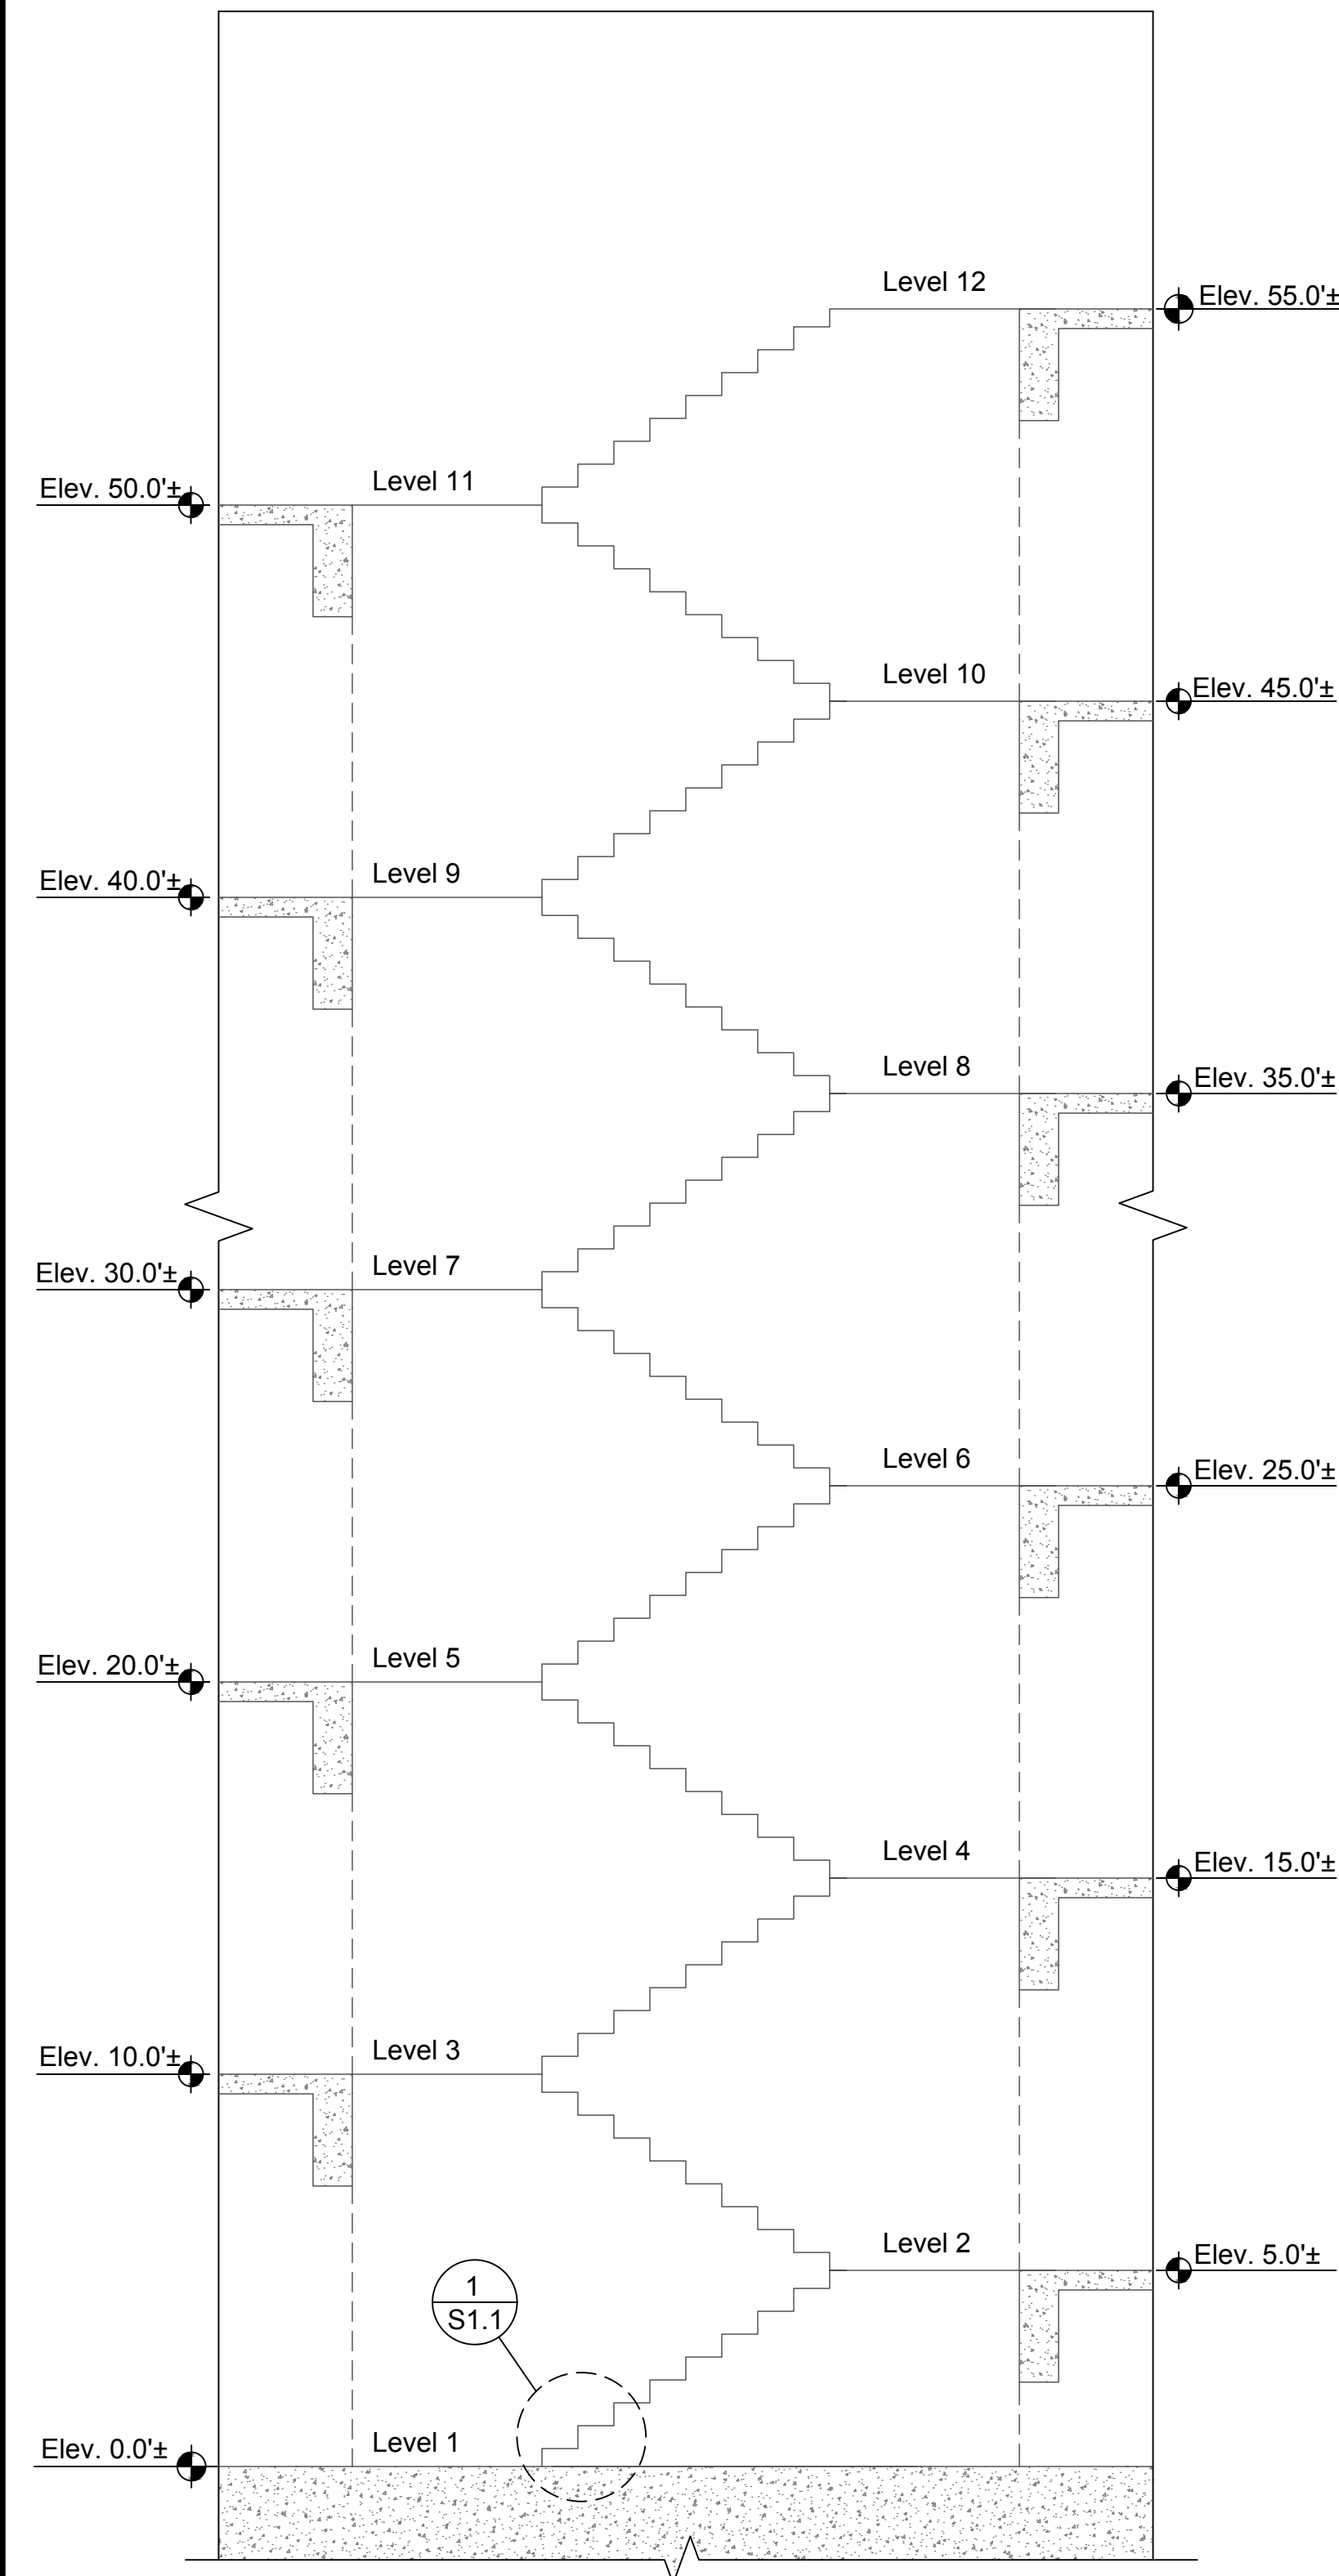 Level 12
Elev. 55.0'±
Elev. 50.0'±
Level 11
Level 10
Elev. 45.0'±
Elev. 40.0'±
Level 9
Level 8
Elev. 35.0'±
Elev. 30.0'±
Level 7
Level 6
Elev. 25.0'±
Elev. 20.0'±
Level 5
Level 4
Elev. 15.0'±
Elev. 10.0'±
Level 3
Level 2
Elev. 5.0'±
1
S1.1
Elev. 0.0'±
Level 1